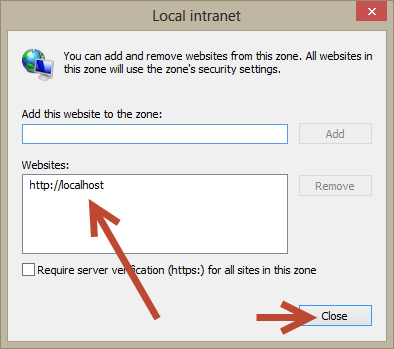 Local intranet
You can add and remove websites from this zone. All websites in
this zone will use the zone's security settings.
Add this website to the zone:
Add
Websites:
http://localhost
Remove
Require server verification (https:) for all sites in this zone
Close